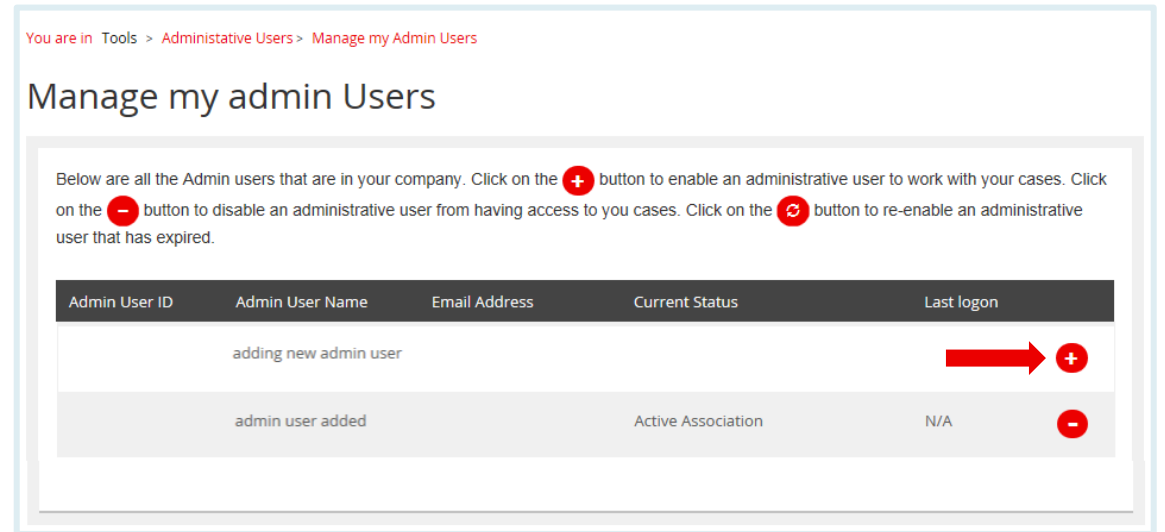 You are in Tools > Administative Users > Manage my Admin Users
Manage my admin Users
Below are all the Admin users that are in your company. Click on the + button to enable an administrative user to work with your cases. Click
on the − button to disable an administrative user from having access to you cases. Click on the button to re-enable an administrative
user that has expired.
Admin User ID Admin User Name Email Address Current Status Last logon
adding new admin user +
admin user added Active Association N/A −